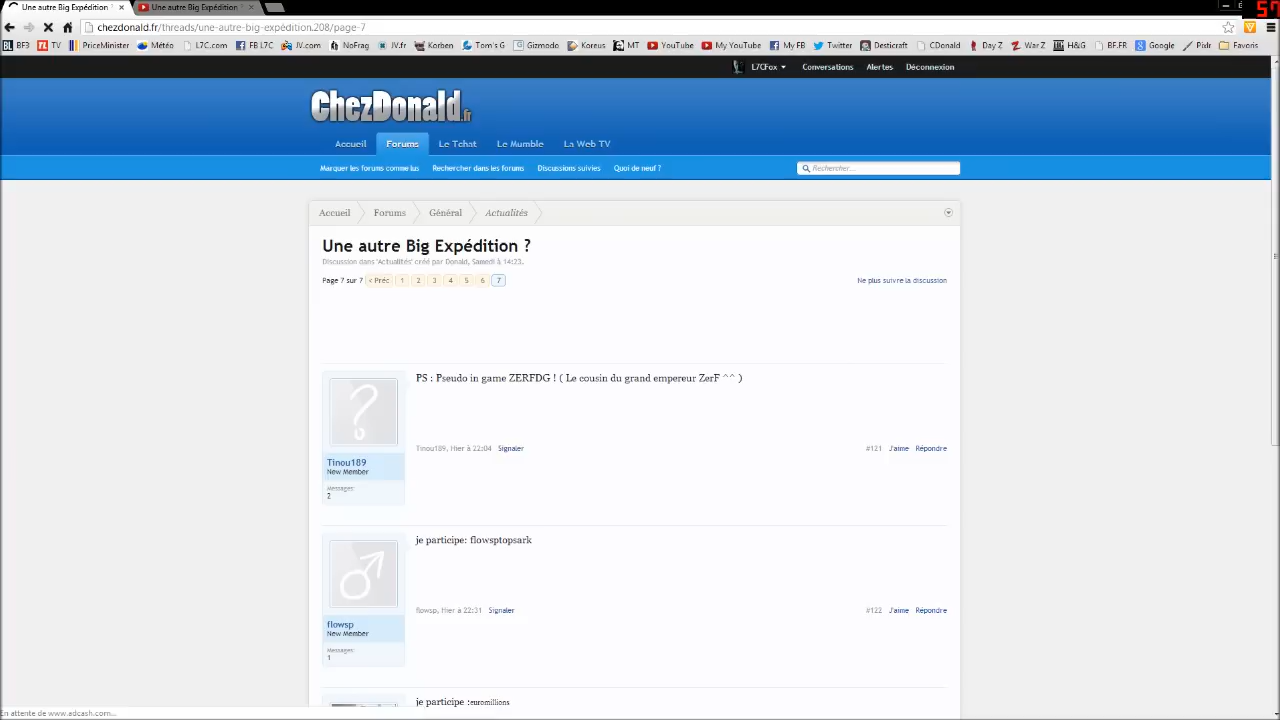 Une autre Big Expédition ?
Une autre Big Expédition
57
chezdonald.fr/threads/une-autre-big-expédition.208/page-7
BF3 TV PriceMinister Météo L7C.com FB L7C JV.com NoFrag JV.fr Korben Tom's G Gizmodo Koreus MT YouTube My YouTube My FB Twitter Desticraft CDonald Day Z War Z H&G BF.FR Google Pixlr Favoris
L7CFox Conversations Alertes Déconnexion
ChezDonald.fr
Accueil Forums Le Tchat Le Mumble La Web TV
Marquer les forums comme lus Rechercher dans les forums Discussions suivies Quoi de neuf ? Rechercher...
Accueil Forums Général Actualités
Une autre Big Expédition ?
Discussion dans 'Actualités' créé par Donald, Samedi à 14:23.
Page 7 sur 7 < Préc 1 2 3 4 5 6 7 Ne plus suivre la discussion
PS : Pseudo in game ZERFDG ! ( Le cousin du grand empereur ZerF ^^ )
Tinou189, Hier à 22:04 Signaler #121 J'aime Répondre
Tinou189
New Member
Messages:
2
je participe: flowsptopsark
flowsp, Hier à 22:31 Signaler #122 J'aime Répondre
flowsp
New Member
Messages:
1
je participe :euromillions
En attente de www.adcash.com...